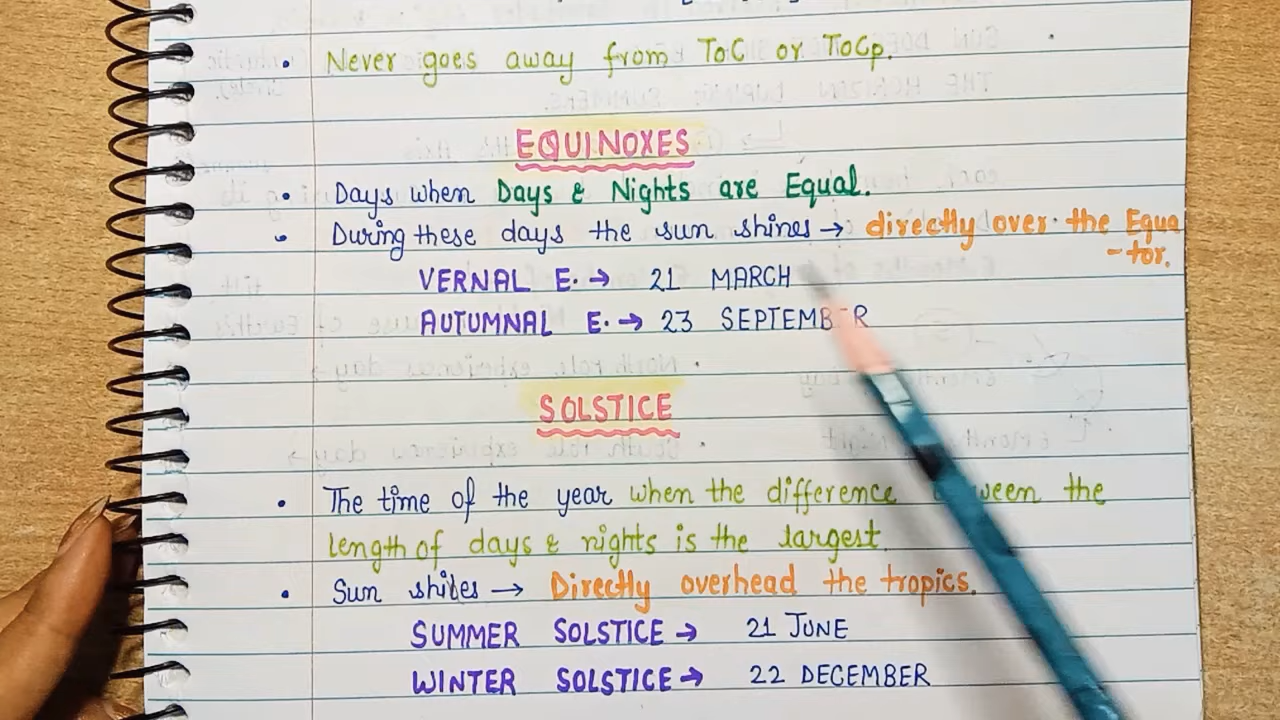 • Never goes away from ToC or ToCp.
EQUINOXES
• Days when Days & Nights are Equal.
• During these days the sun shines → directly over the Equa
-tor.
VERNAL E. → 21 MARCH
AUTUMNAL E. → 23 SEPTEMBER
SOLSTICE
• The time of the year when the difference between the
length of days & nights is the largest.
• Sun shites → Directly overhead the tropics.
SUMMER SOLSTICE → 21 JUNE
WINTER SOLSTICE → 22 DECEMBER